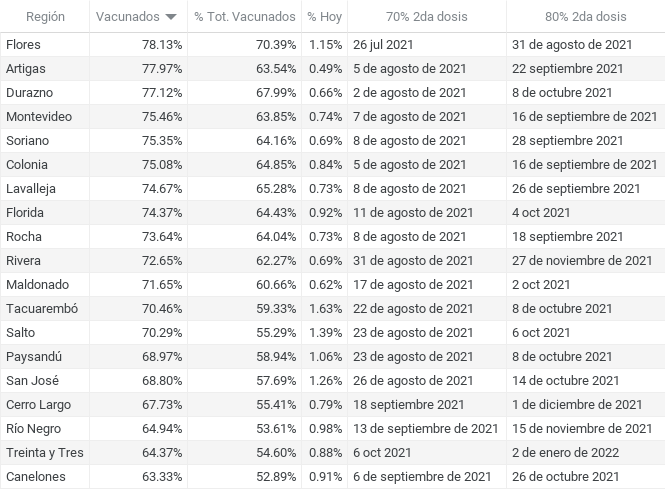 Región Vacunados % Tot. Vacunados % Hoy 70% 2da dosis 80% 2da dosis
Flores 78.13% 70.39% 1.15% 26 jul 2021 31 de agosto de 2021
Artigas 77.97% 63.54% 0.49% 5 de agosto de 2021 22 septiembre 2021
Durazno 77.12% 67.99% 0.66% 2 de agosto de 2021 8 de octubre 2021
Montevideo 75.46% 63.85% 0.74% 7 de agosto de 2021 16 de septiembre de 2021
Soriano 75.35% 64.16% 0.69% 8 de agosto de 2021 28 septiembre 2021
Colonia 75.08% 64.85% 0.84% 5 de agosto de 2021 16 de septiembre de 2021
Lavalleja 74.67% 65.28% 0.73% 8 de agosto de 2021 26 de septiembre 2021
Florida 74.37% 64.43% 0.92% 11 de agosto de 2021 4 oct 2021
Rocha 73.64% 64.04% 0.73% 8 de agosto de 2021 18 septiembre 2021
Rivera 72.65% 62.27% 0.69% 31 de agosto de 2021 27 de noviembre de 2021
Maldonado 71.65% 60.66% 0.62% 17 de agosto de 2021 2 oct 2021
Tacuarembó 70.46% 59.33% 1.63% 22 de agosto de 2021 8 de octubre 2021
Salto 70.29% 55.29% 1.39% 23 de agosto de 2021 6 oct 2021
Paysandú 68.97% 58.94% 1.06% 23 de agosto de 2021 8 de octubre 2021
San José 68.80% 57.69% 1.26% 26 de agosto de 2021 14 de octubre 2021
Cerro Largo 67.73% 55.41% 0.79% 18 septiembre 2021 1 de diciembre de 2021
Río Negro 64.94% 53.61% 0.98% 13 de septiembre de 2021 15 de noviembre de 2021
Treinta y Tres 64.37% 54.60% 0.88% 6 oct 2021 2 de enero de 2022
Canelones 63.33% 52.89% 0.91% 6 de septiembre de 2021 26 de octubre 2021